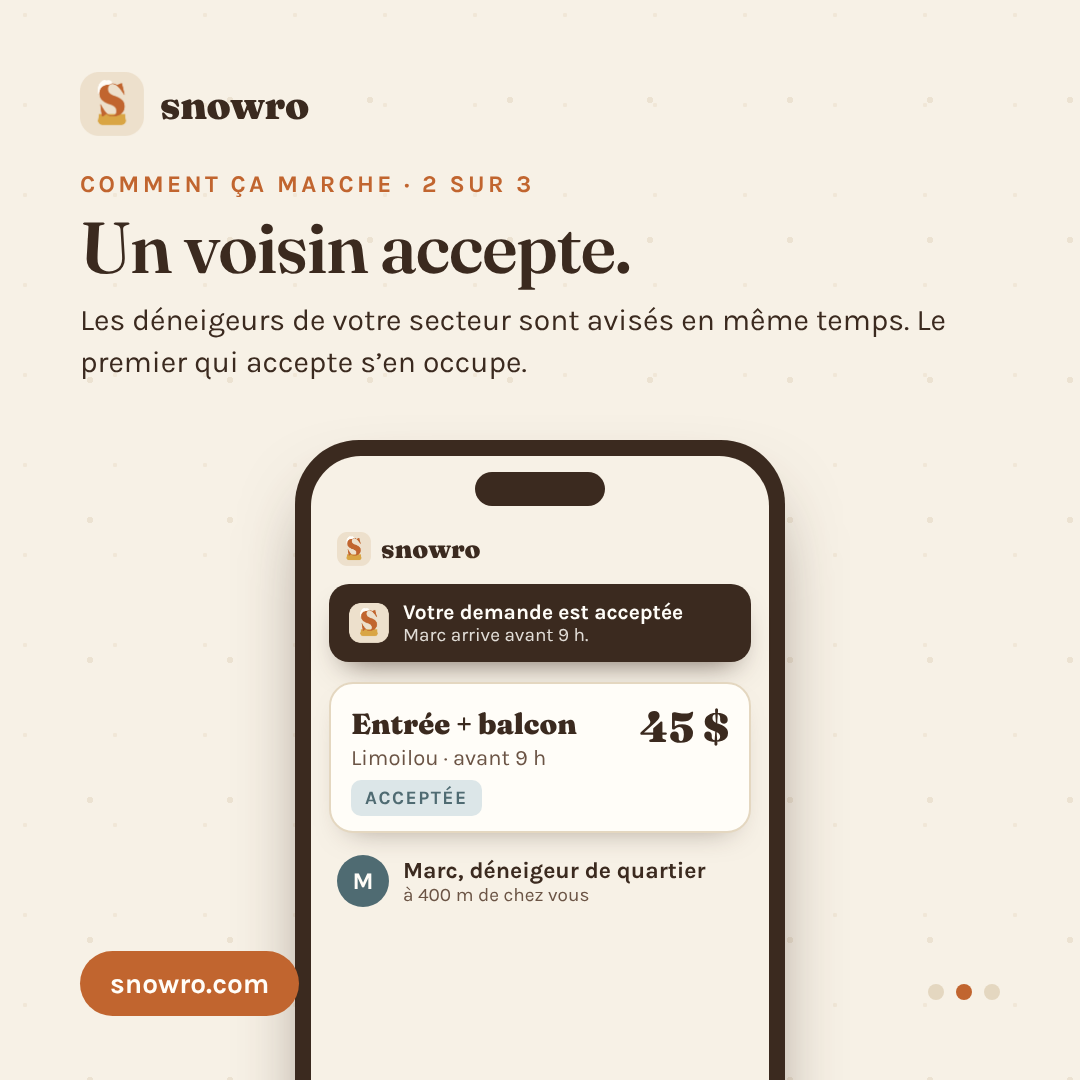 snowro
COMMENT ÇA MARCHE · 2 SUR 3
Un voisin accepte.
Les déneigeurs de votre secteur sont avisés en même temps. Le
premier qui accepte s’en occupe.
S snowro
S
Votre demande est acceptée
Marc arrive avant 9 h.
Entrée + balcon
45 $
Limoilou · avant 9 h
ACCEPTÉE
M
Marc, déneigeur de quartier
à 400 m de chez vous
snowro.com